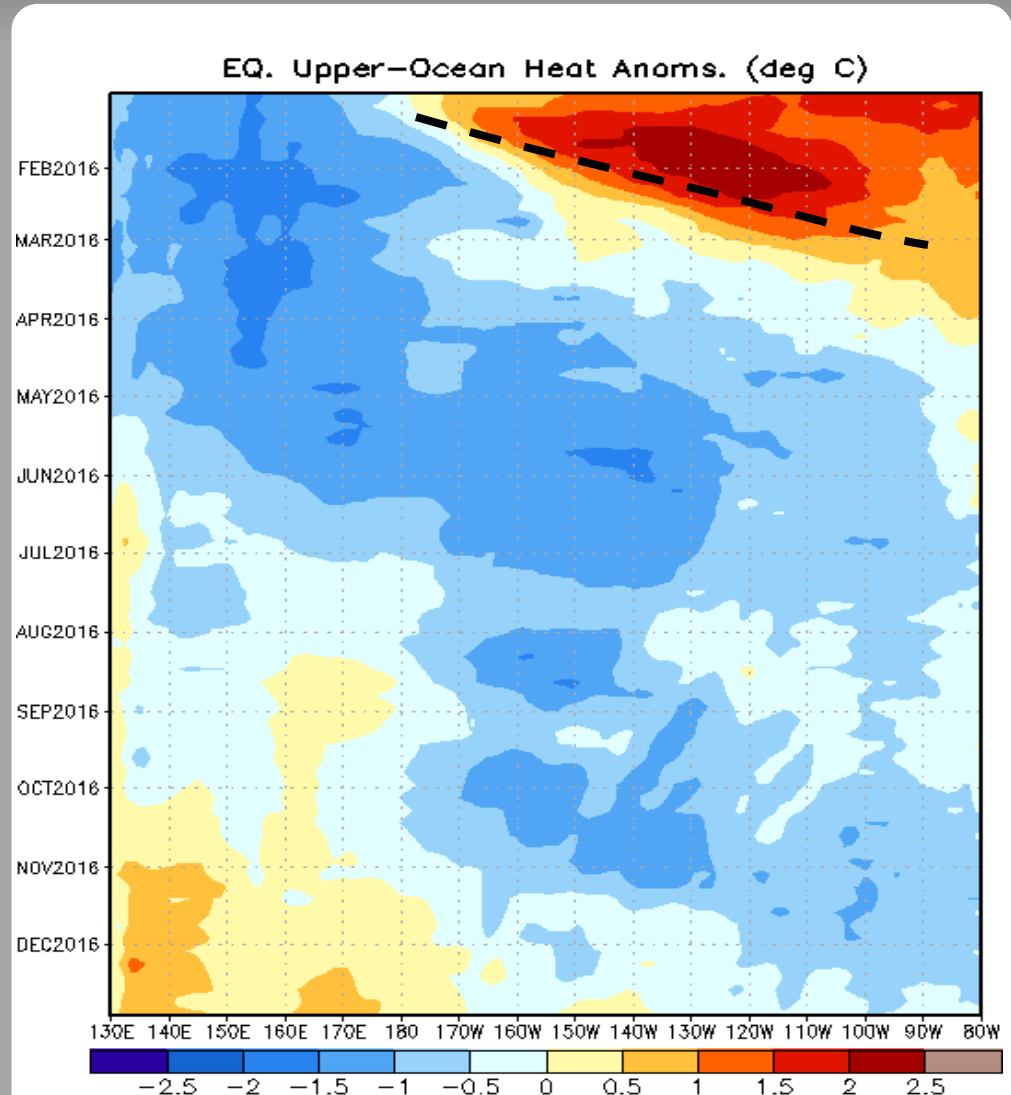 EQ. Upper-Ocean Heat Anoms. (deg C)
FEB2016
MAR2016
APR2016
MAY2016
JUN2016
JUL2016
AUG2016
SEP2016
OCT2016
NOV2016
DEC2016
130E 140E 150E 160E 170E 180 170W 160W 150W 140W 130W 120W 110W 100W 90W 80W
-2.5 -2 -1.5 -1 -0.5 0 0.5 1 1.5 2 2.5